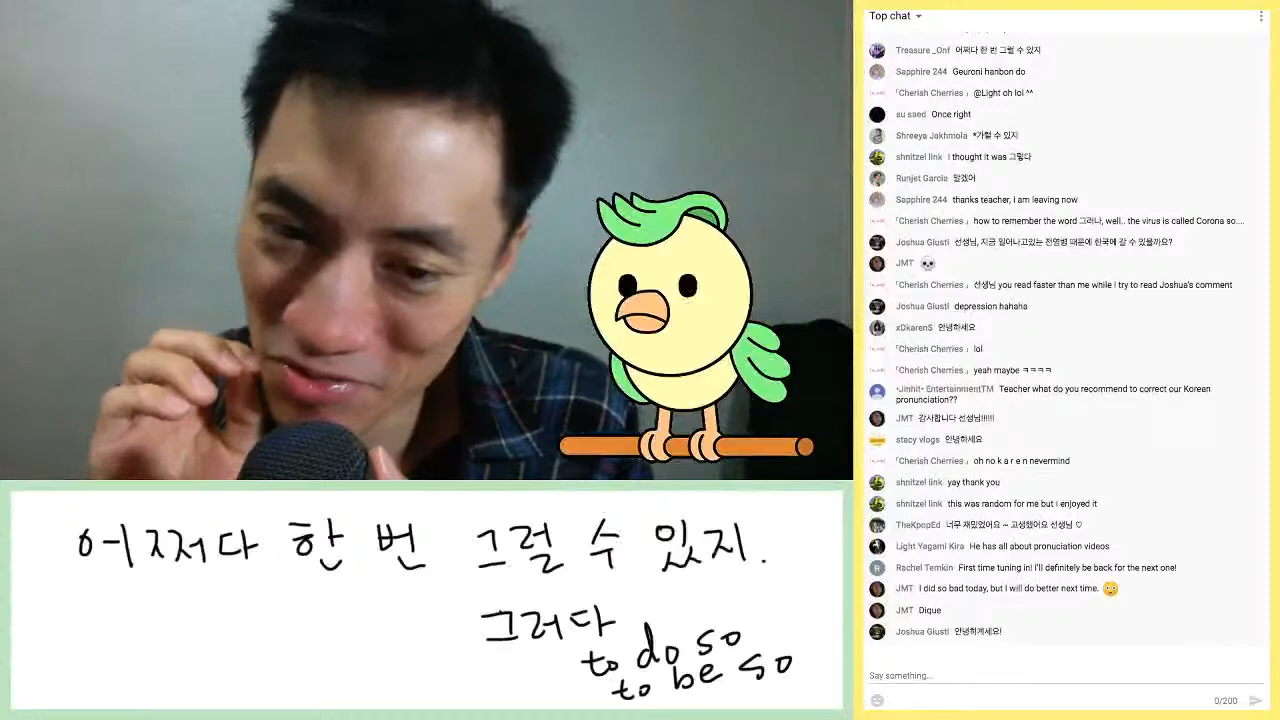 Top chat
Treasure _Onf 어쩌다 한 번 그럴 수 있지
Sapphire 244 Geuroni hanbon do
「Cherish Cherries 」 @Light oh lol ^^
su saed Once right
Shreeya Jakhmola *가럴 수 있지
shnitzel link I thought it was 그렇다
Runjet Garcia 알겠어
Sapphire 244 thanks teacher, I am leaving now
「Cherish Cherries 」 how to remember the word 그러나, well.. the virus is called Corona so....
Joshua Giusti 선생님, 지금 일어나고있는 전염병 때문에 한국에 갈 수 있을까요?
JMT
「Cherish Cherries 」 선생님 you read faster than me while I try to read Joshua's comment
Joshua Giusti depression hahaha
xDkarenS 안녕하세요
「Cherish Cherries 」 lol
「Cherish Cherries 」 yeah maybe ㅋㅋㅋㅋ
•Jinhit• EntertainmentTM Teacher what do you recommend to correct our Korean
pronunciation??
JMT 감사합니다 선생님!!!!!!
stacy vlogs 안녕하세요
「Cherish Cherries 」 oh no k a r e n nevermind
shnitzel link yay thank you
shnitzel link this was random for me but i enjoyed it
TheKpopEd 너무 재밌었어요 ~ 고생했어요 선생님 ♡
Light Yagami Kira He has all about pronuciation videos
R Rachel Temkin First time tuning in! I'll definitely be back for the next one!
JMT I did so bad today, but I will do better next time. 😳
JMT Dique
Joshua Giusti 안녕히계세요!
Say something...
0/200
어쩌다 한 번 그럴 수 있지.
그러다
to do so
to be so